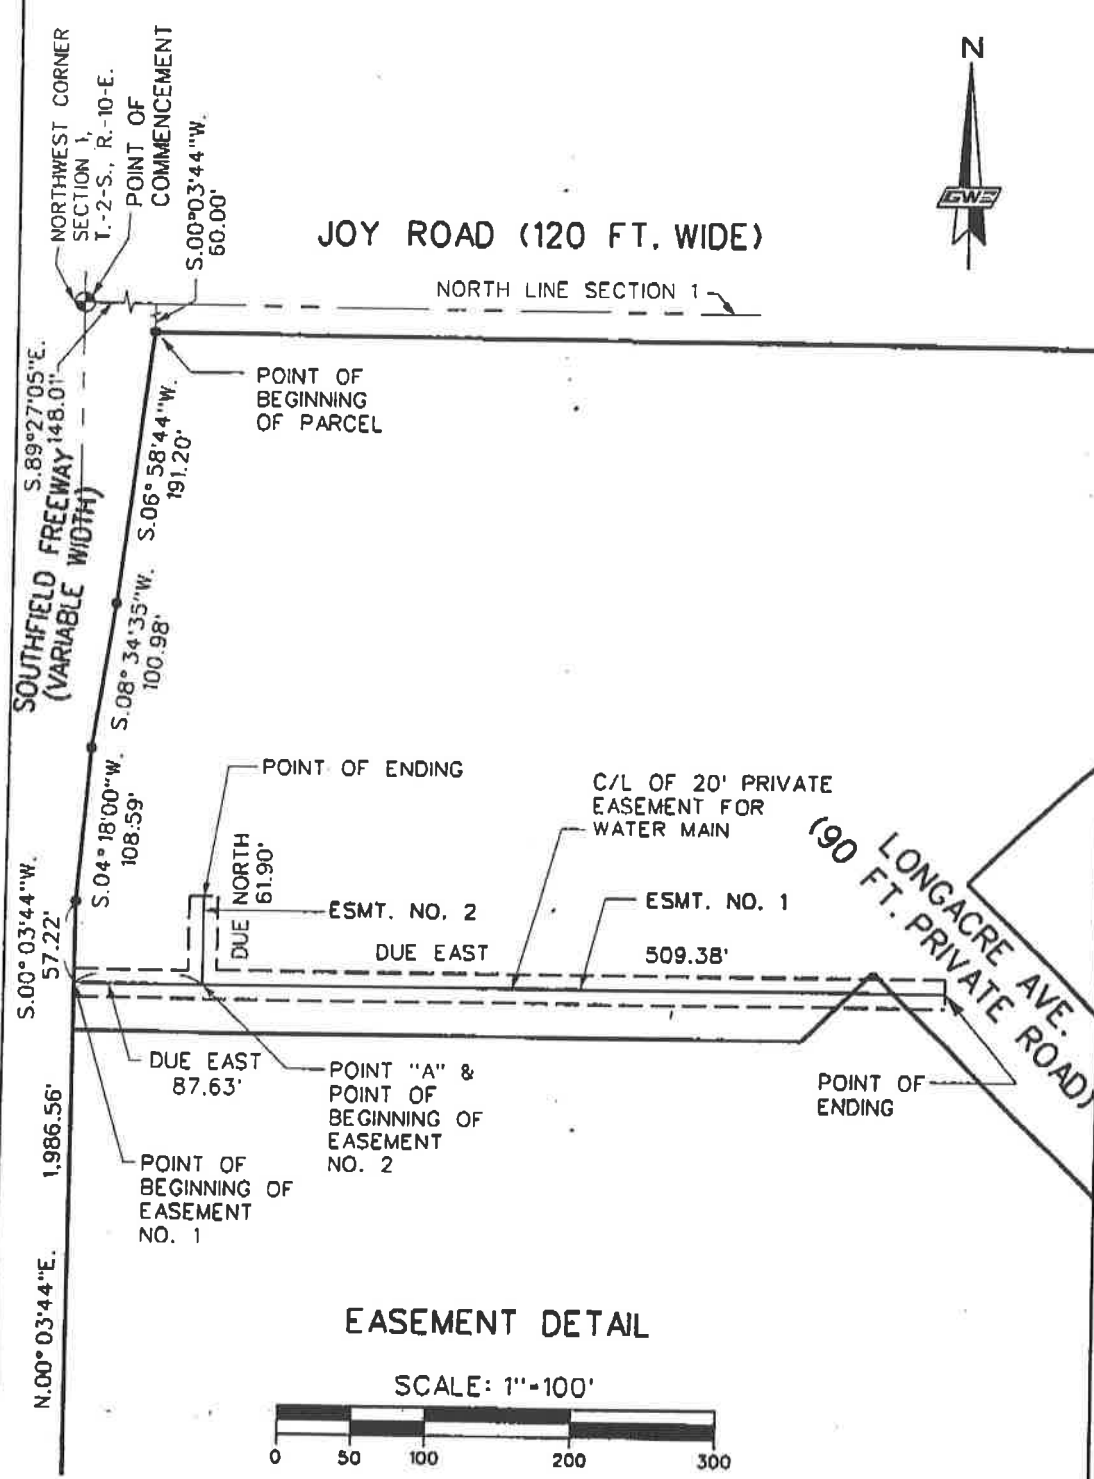 NORTHWEST CORNER
SECTION 1,
T.-2-S., R.-10-E.
POINT OF
COMMENCEMENT
S.00°03'44"W.
60.00'
N
GWE
JOY ROAD (120 FT. WIDE)
NORTH LINE SECTION 1
S.89°27'05"E.
148.01'
SOUTHFIELD FREEWAY
(VARIABLE WIDTH)
POINT OF
BEGINNING
OF PARCEL
S.06°58'44"W.
191.20'
S.08°34'35"W.
100.98'
S.04°18'00"W.
108.59'
POINT OF ENDING
C/L OF 20' PRIVATE
EASEMENT FOR
WATER MAIN
LONGACRE AVE.
(90 FT. PRIVATE ROAD)
DUE NORTH
61.90'
ESMT. NO. 2
ESMT. NO. 1
S.00°03'44"W.
57.22'
DUE EAST 509.38'
DUE EAST
87.63'
POINT "A" &
POINT OF
BEGINNING OF
EASEMENT
NO. 2
POINT OF
ENDING
POINT OF
BEGINNING OF
EASEMENT
NO. 1
N.00°03'44"E. 1,986.56'
EASEMENT DETAIL
SCALE: 1"=100'
0 50 100 200 300